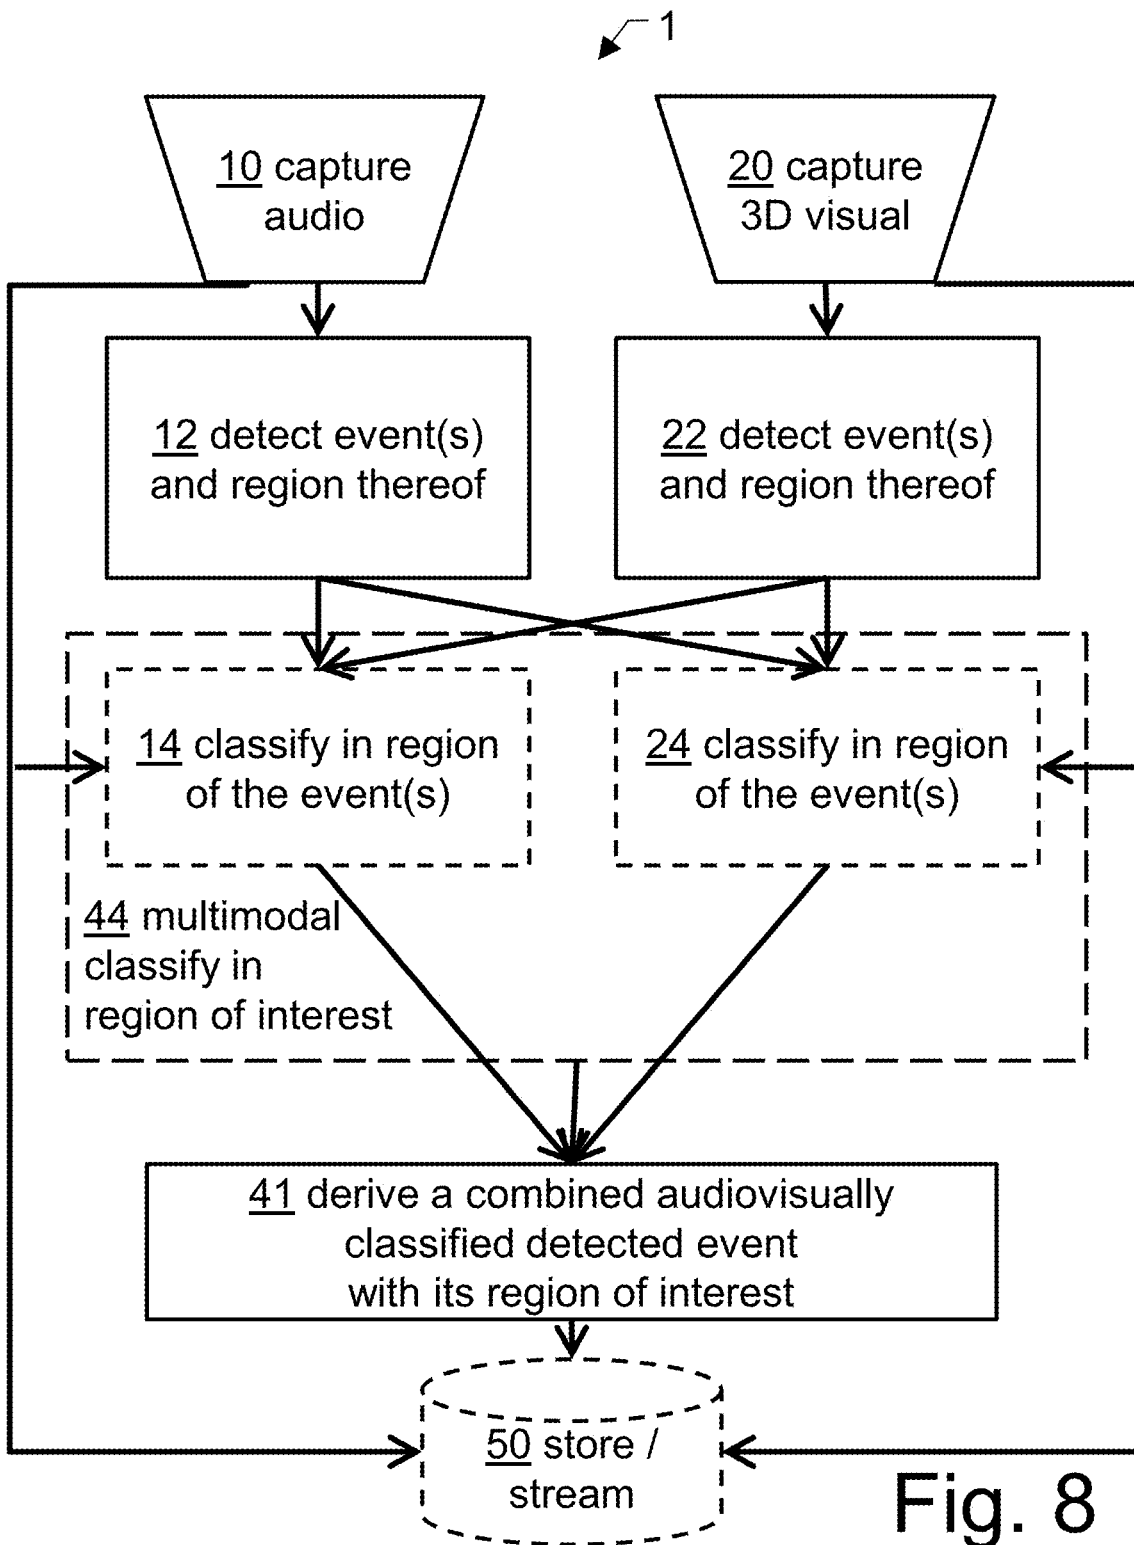 1
10 capture
audio
20 capture
3D visual
12 detect event(s)
and region thereof
22 detect event(s)
and region thereof
14 classify in region
of the event(s)
24 classify in region
of the event(s)
44 multimodal
classify in
region of interest
41 derive a combined audiovisually
classified detected event
with its region of interest
50 store /
stream
Fig. 8